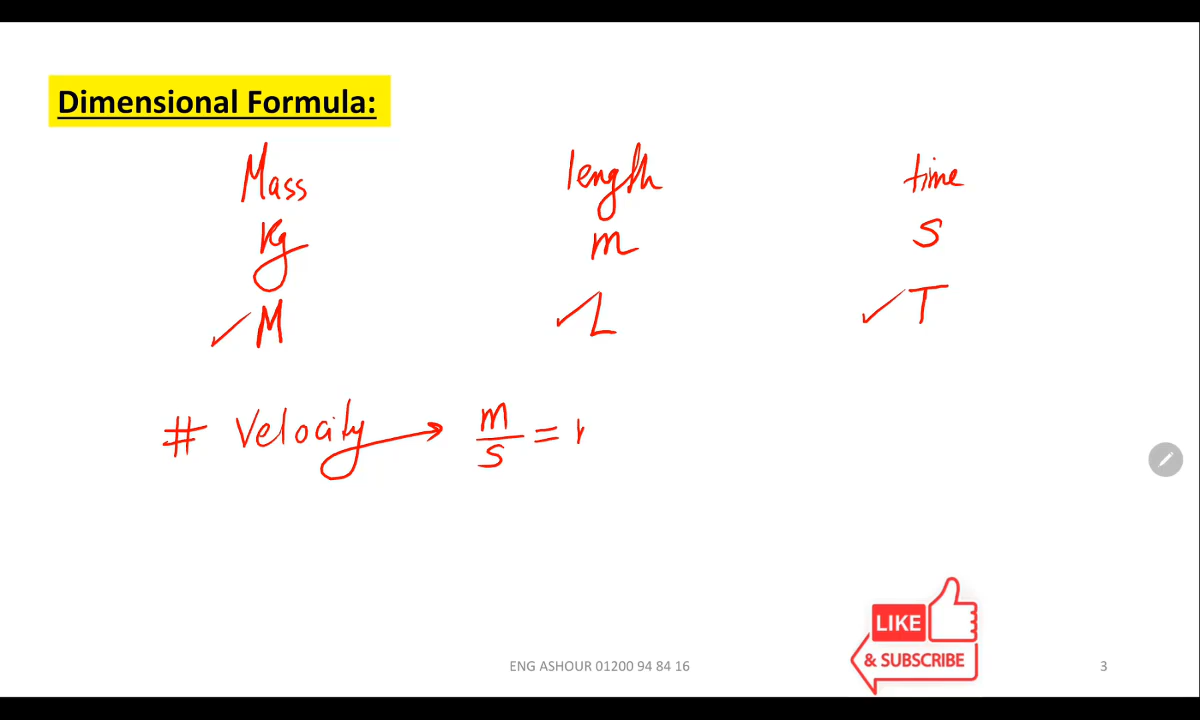 Dimensional Formula:
Mass length time
Kg m s
M L T
# Velocity → m/s =
LIKE
& SUBSCRIBE
ENG ASHOUR 01200 94 84 16
3